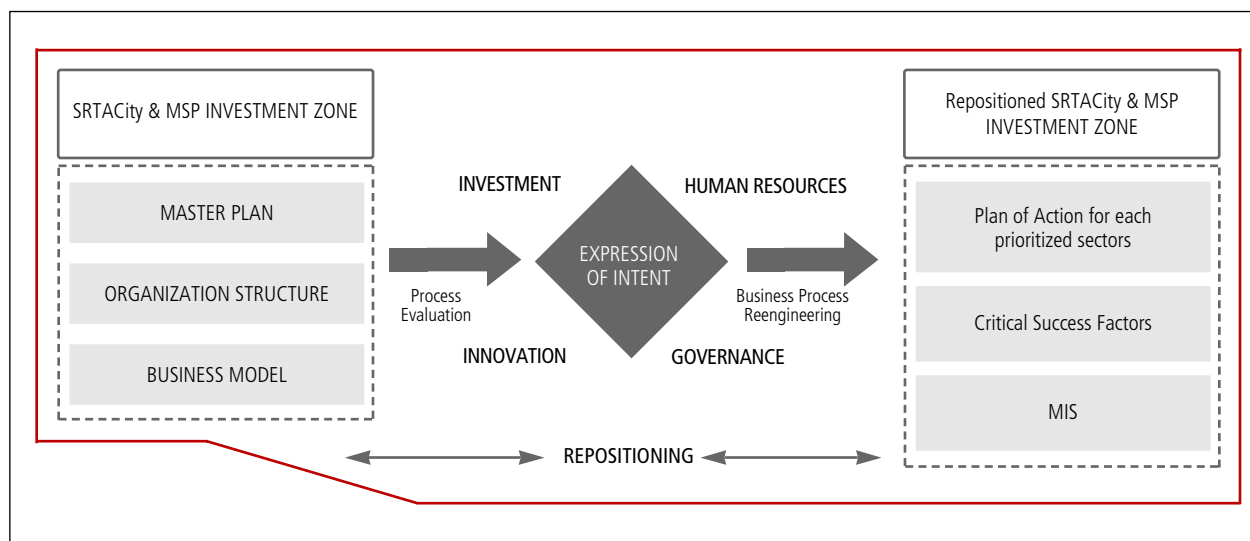 SRTACity & MSP INVESTMENT ZONE
MASTER PLAN
ORGANIZATION STRUCTURE
BUSINESS MODEL
Process
Evaluation
INVESTMENT
HUMAN RESOURCES
EXPRESSION
OF INTENT
INNOVATION
GOVERNANCE
Business Process
Reengineering
Repositioned SRTACity & MSP
INVESTMENT ZONE
Plan of Action for each
prioritized sectors
Critical Success Factors
MIS
REPOSITIONING